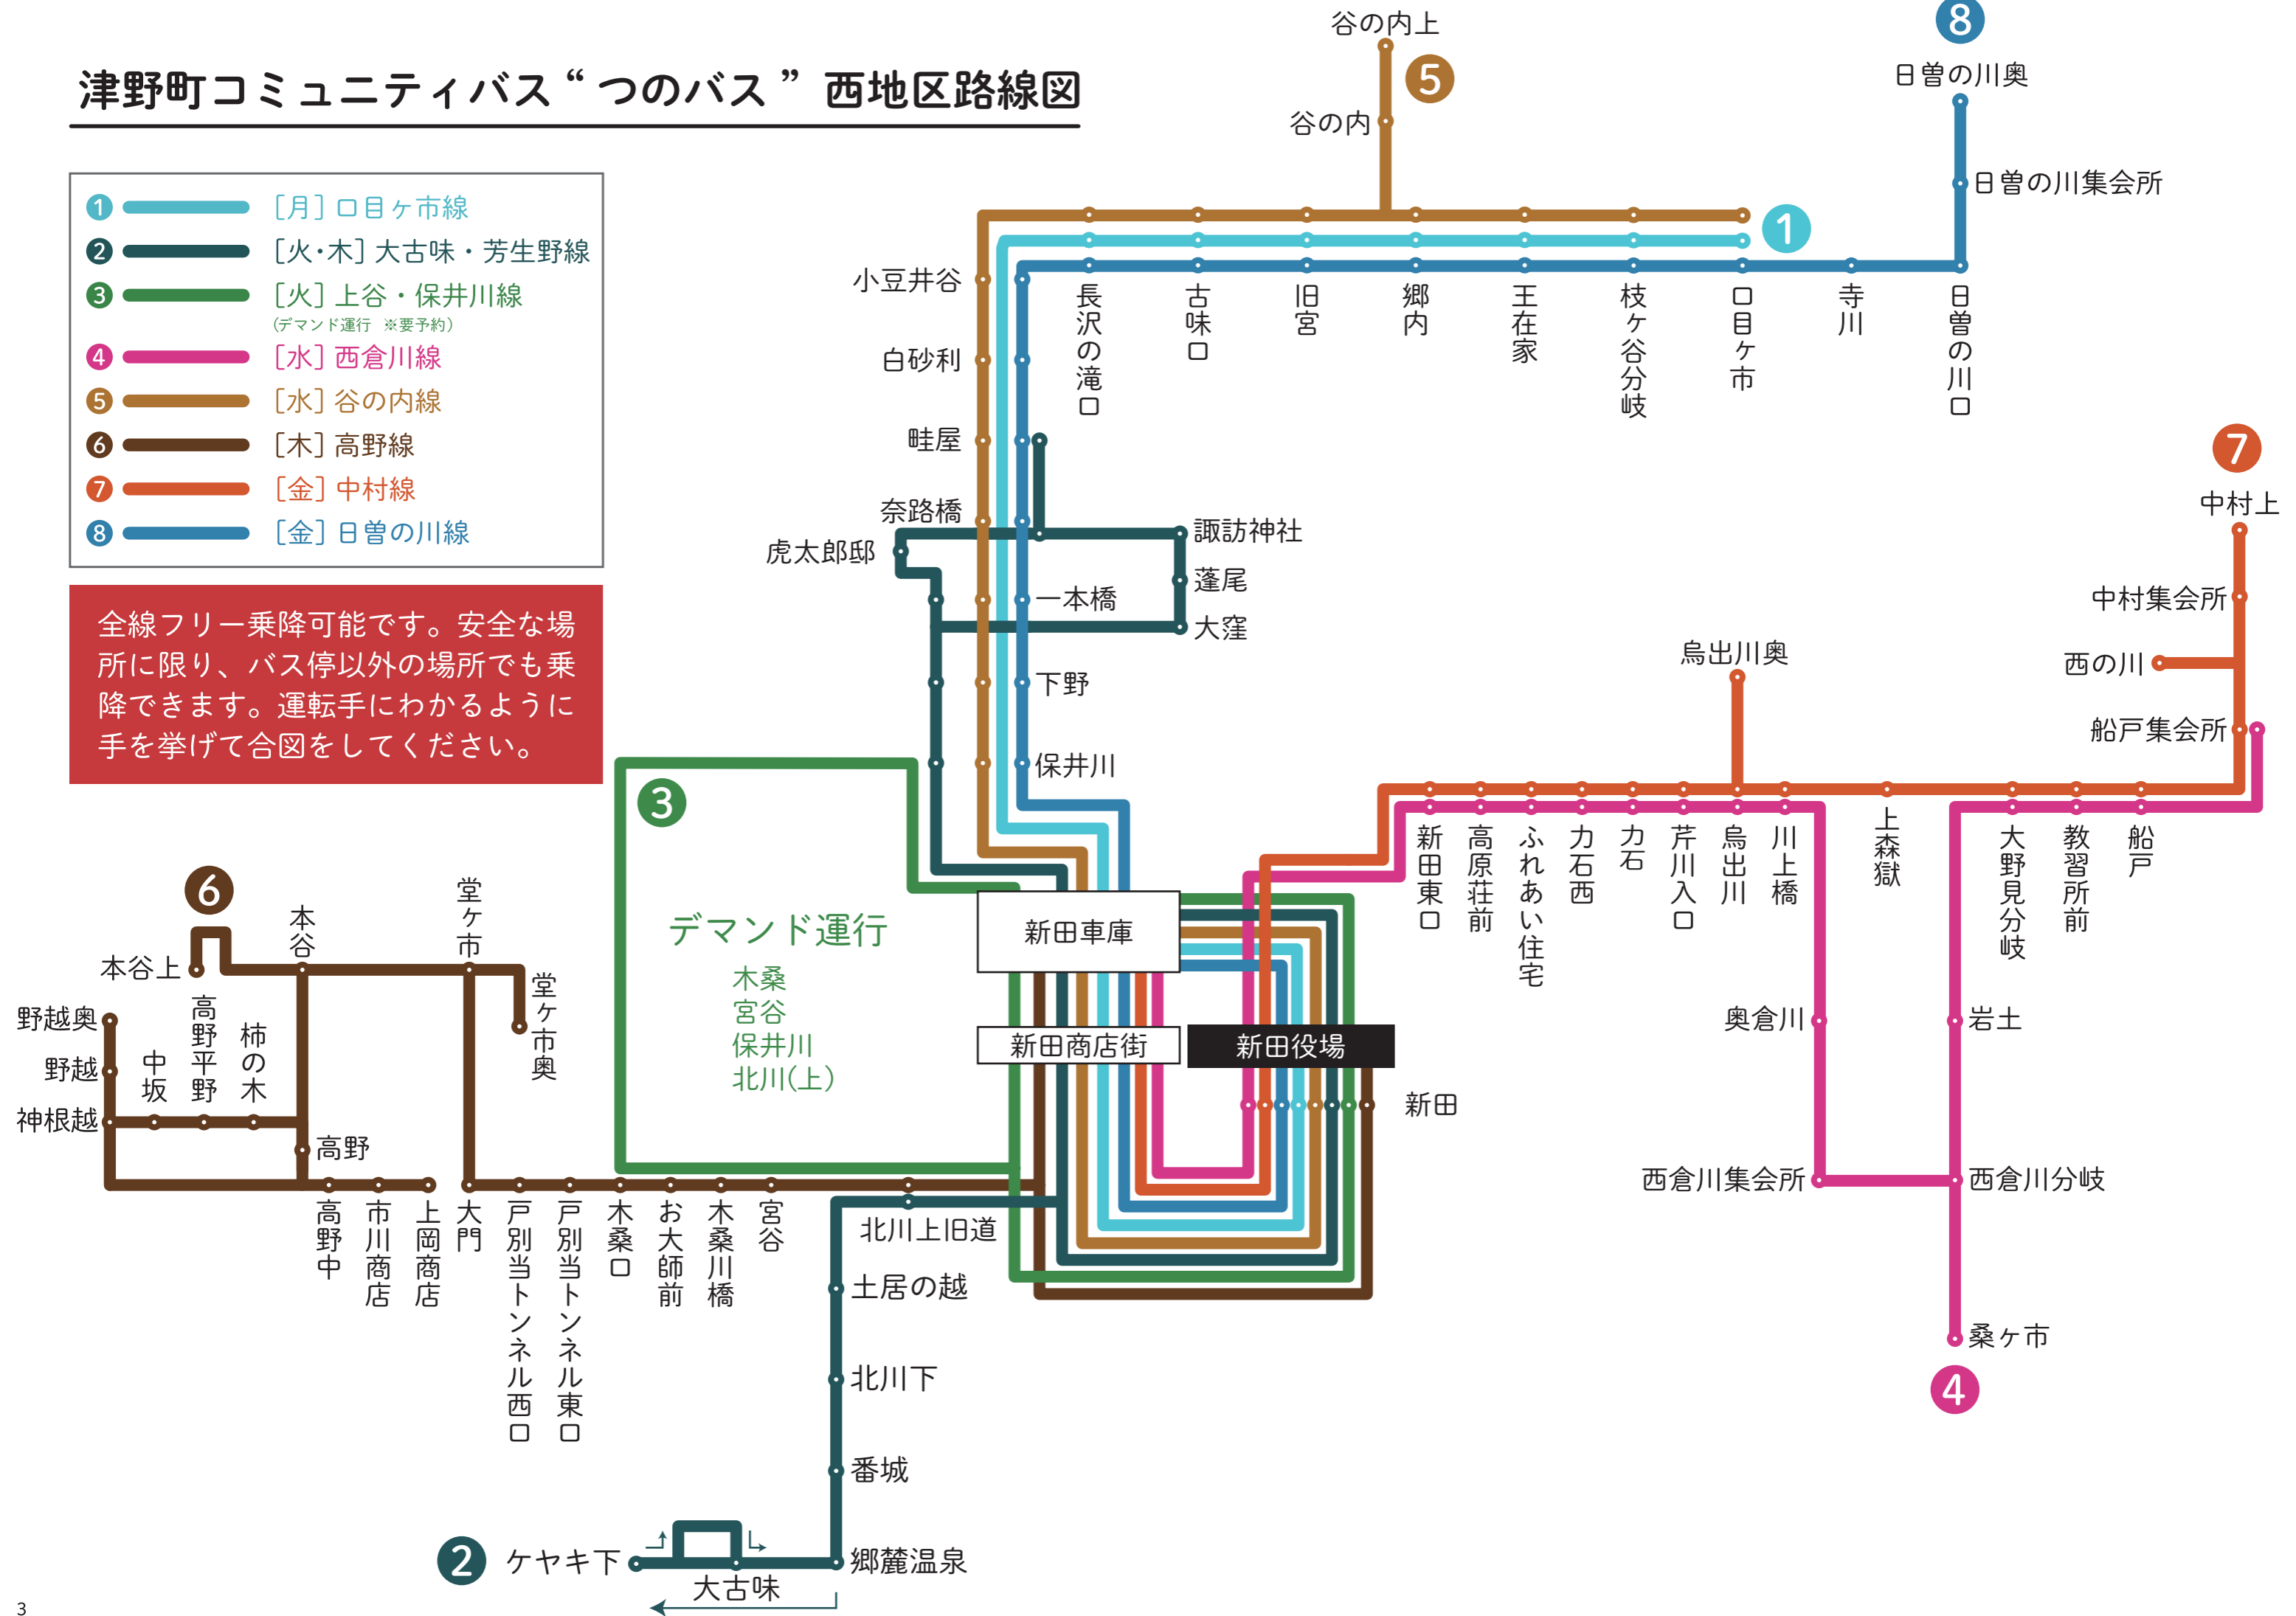 津野町コミュニティバス“つのバス” 西地区路線図
1 [月] 口目ヶ市線
2 [火・木] 大古味・芳生野線
3 [火] 上谷・保井川線
(デマンド運行 ※要予約)
4 [水] 西倉川線
5 [水] 谷の内線
6 [木] 高野線
7 [金] 中村線
8 [金] 日曽の川線
全線フリー乗降可能です。安全な場
所に限り、バス停以外の場所でも乗
降できます。運転手にわかるように
手を挙げて合図をしてください。
谷の内上
5
谷の内
8
日曽の川奥
日曽の川集会所
1
小豆井谷
白砂利
畦屋
奈路橋
虎太郎邸
諏訪神社
蓬尾
大窪
一本橋
下野
保井川
長沢の滝口
古味口
旧宮
郷内
王在家
枝ヶ谷分岐
口目ヶ市
寺川
日曽の川口
7
中村上
中村集会所
西の川
船戸集会所
烏出川奥
新田東口
高原荘前
ふれあい住宅
力石西
力石
芹川入口
烏出川
川上橋
上森獄
大野見分岐
教習所前
船戸
奥倉川
岩土
西倉川集会所
西倉川分岐
桑ヶ市
4
3
デマンド運行
木桑
宮谷
保井川
北川(上)
新田車庫
新田商店街
新田役場
新田
6
本谷
堂ヶ市
本谷上
堂ヶ市奥
野越奥
野越
神根越
中坂
高野平野
柿の木
高野
高野中
市川商店
上岡商店
大門
戸別当トンネル西口
戸別当トンネル東口
木桑口
お大師前
木桑川橋
宮谷
北川上旧道
土居の越
北川下
番城
郷麓温泉
2
ケヤキ下
大古味
3